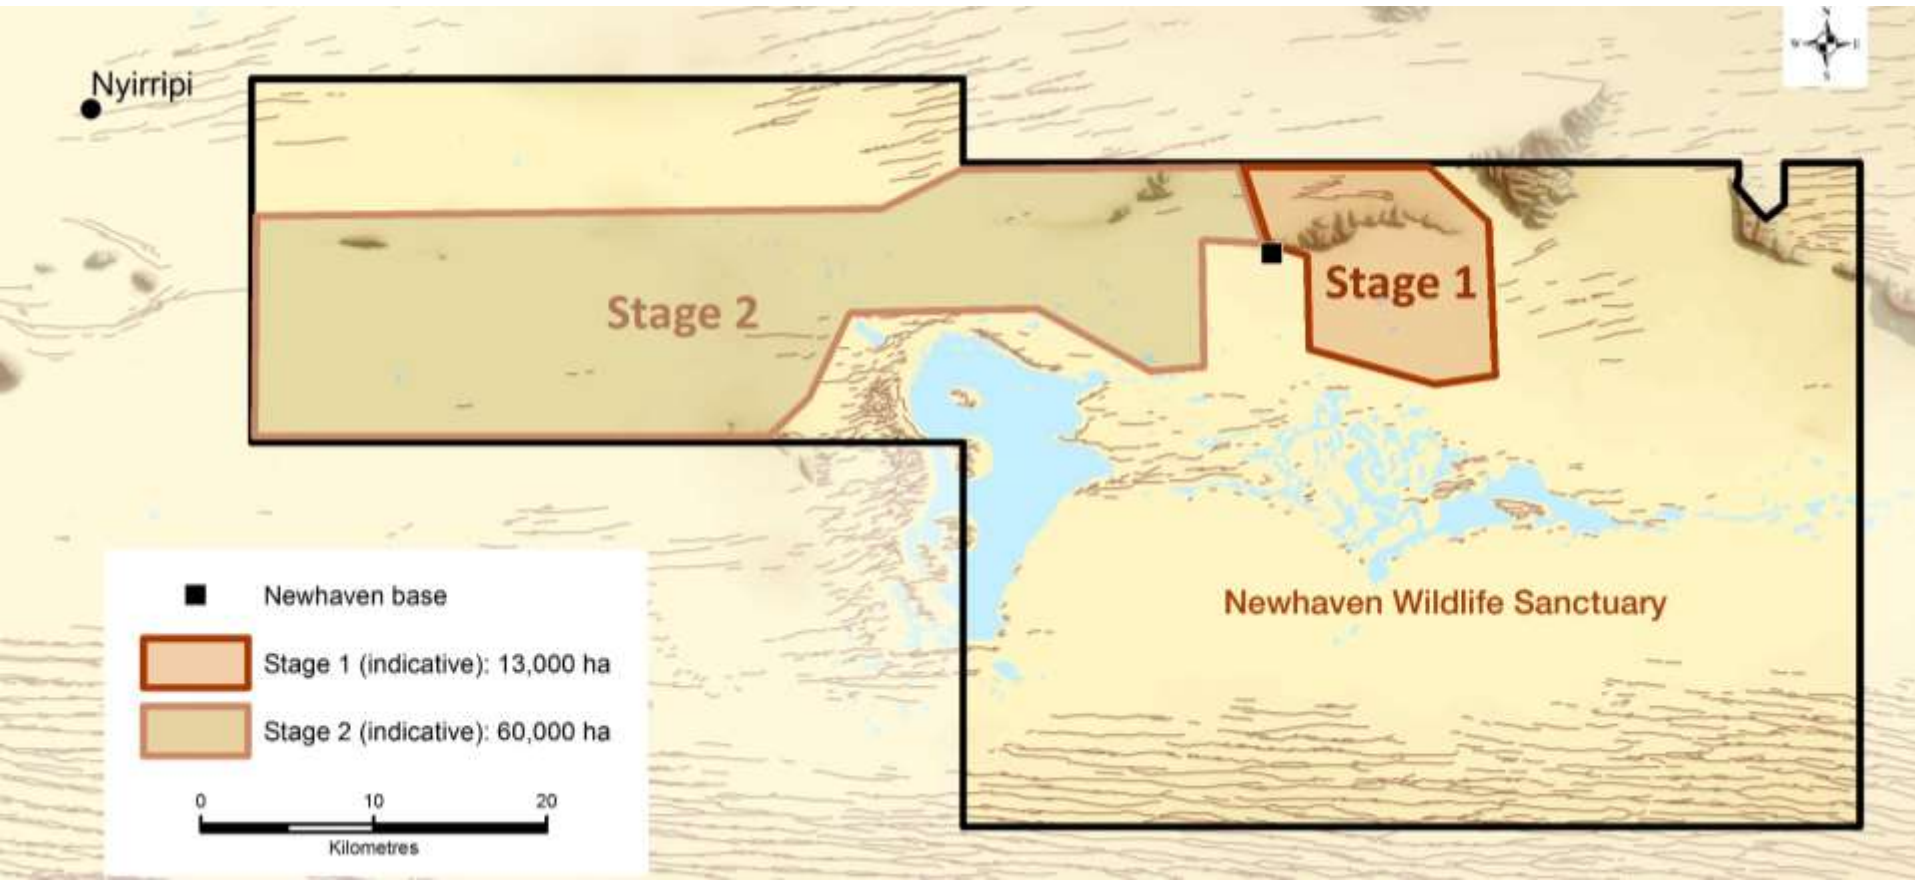 N
W E
S
Nyirripi
Stage 1
Stage 2
Newhaven Wildlife Sanctuary
Newhaven base
Stage 1 (indicative): 13,000 ha
Stage 2 (indicative): 60,000 ha
0 10 20
Kilometres